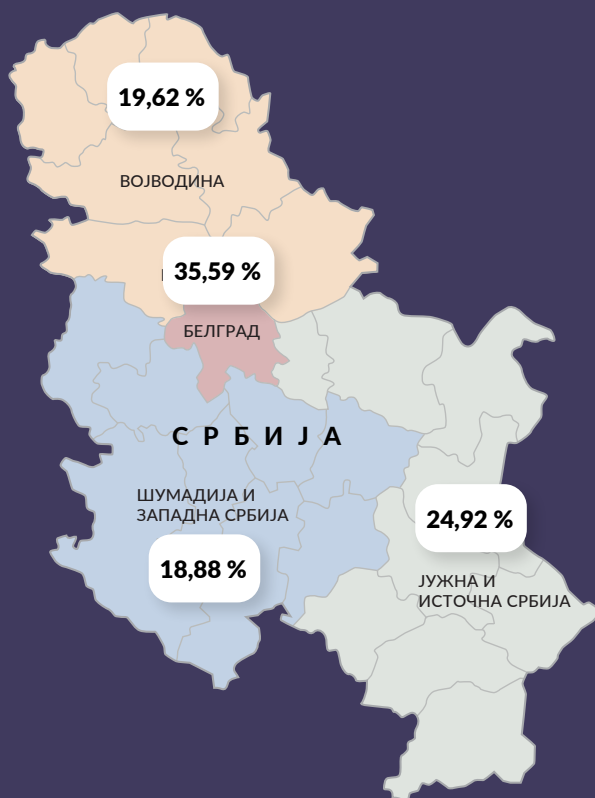 19,62 %
ВОЈВОДИНА
35,59 %
БЕЛГРАД
С Р Б И Ј А
ШУМАДИЈА И
ЗАПАДНА СРБИЈА
18,88 %
24,92 %
ЈУЖНА И
ИСТОЧНА СРБИЈА